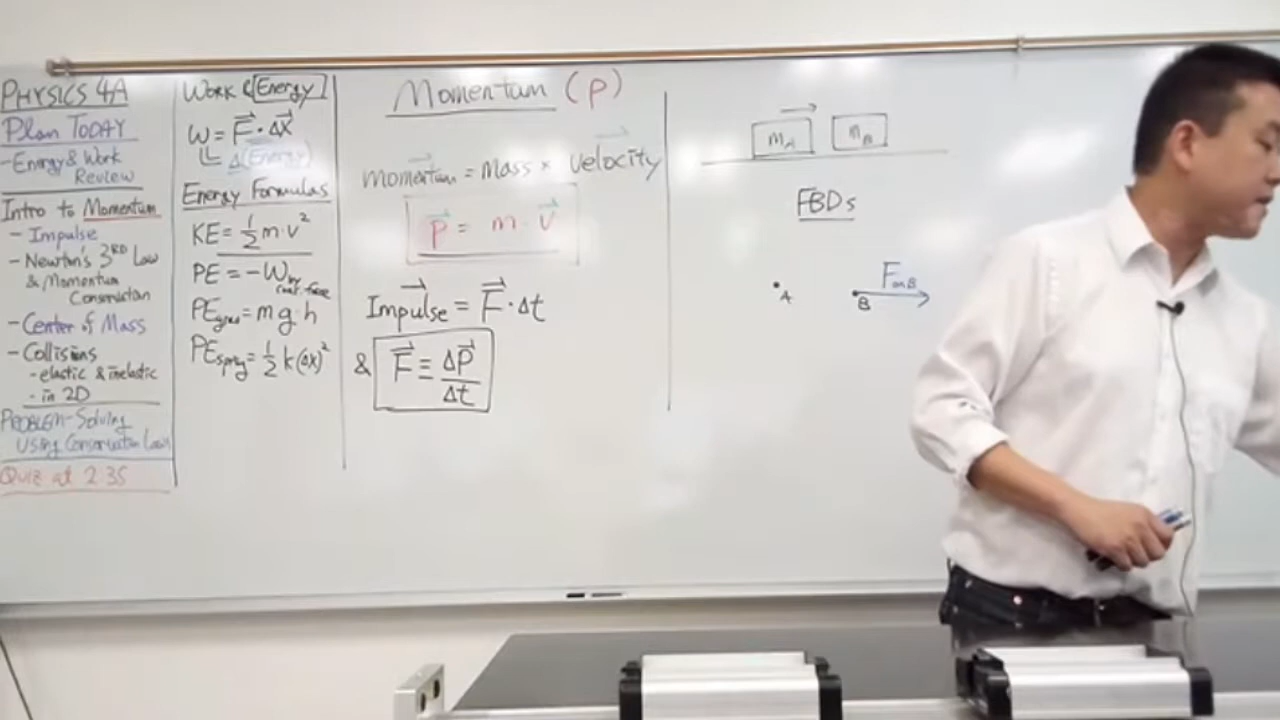 PHYSICS 4A
Plan TODAY
- Energy & Work
Review
Intro to Momentum
- Impulse
- Newton's 3RD Law
& Momentum
Conservation
- Center of Mass
- Collisions
- elastic & inelastic
- in 2D
PROBLEM-Solving
Using Conservation Laws
Quiz at 2:35
WORK & Energy
W = F · Δx
Δ(Energy)
Energy Formulas
KE = 1/2 m·v²
PE = -W by
PEgrav = m g h
PEspring = 1/2 k(Δx)²
Momentum (p)
momentum = Mass × velocity
p = m · v
Impulse = F · Δt
& F ≡ Δp/Δt
mA mB
FBDs
A B F on B